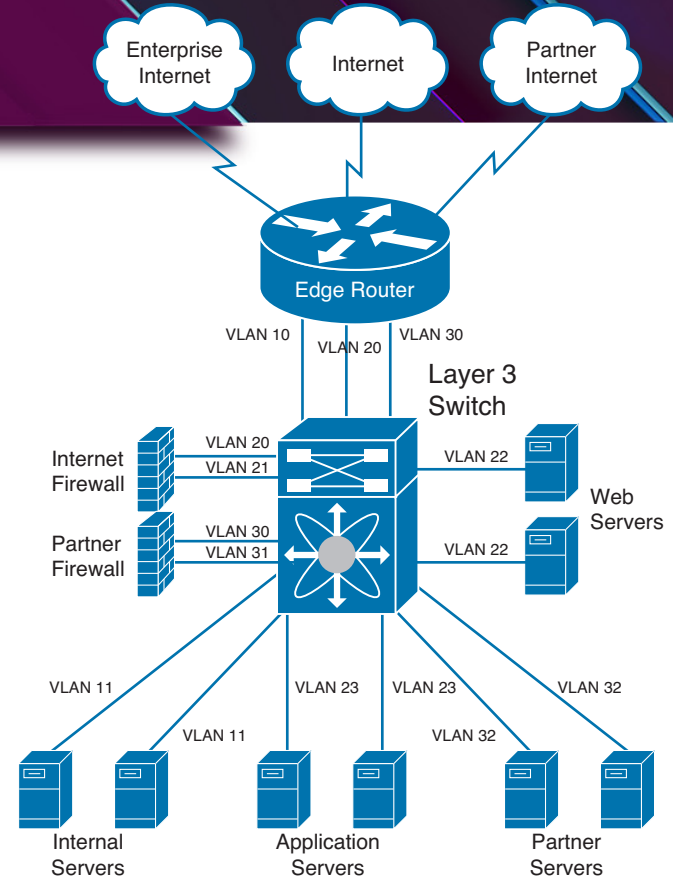 Enterprise
Internet
Internet
Partner
Internet
Edge Router
VLAN 10
VLAN 20
VLAN 30
Layer 3
Switch
Internet
Firewall
VLAN 20
VLAN 21
VLAN 22
Web
Servers
Partner
Firewall
VLAN 30
VLAN 31
VLAN 22
VLAN 11
VLAN 11
VLAN 23
VLAN 23
VLAN 32
VLAN 32
Internal
Servers
Application
Servers
Partner
Servers